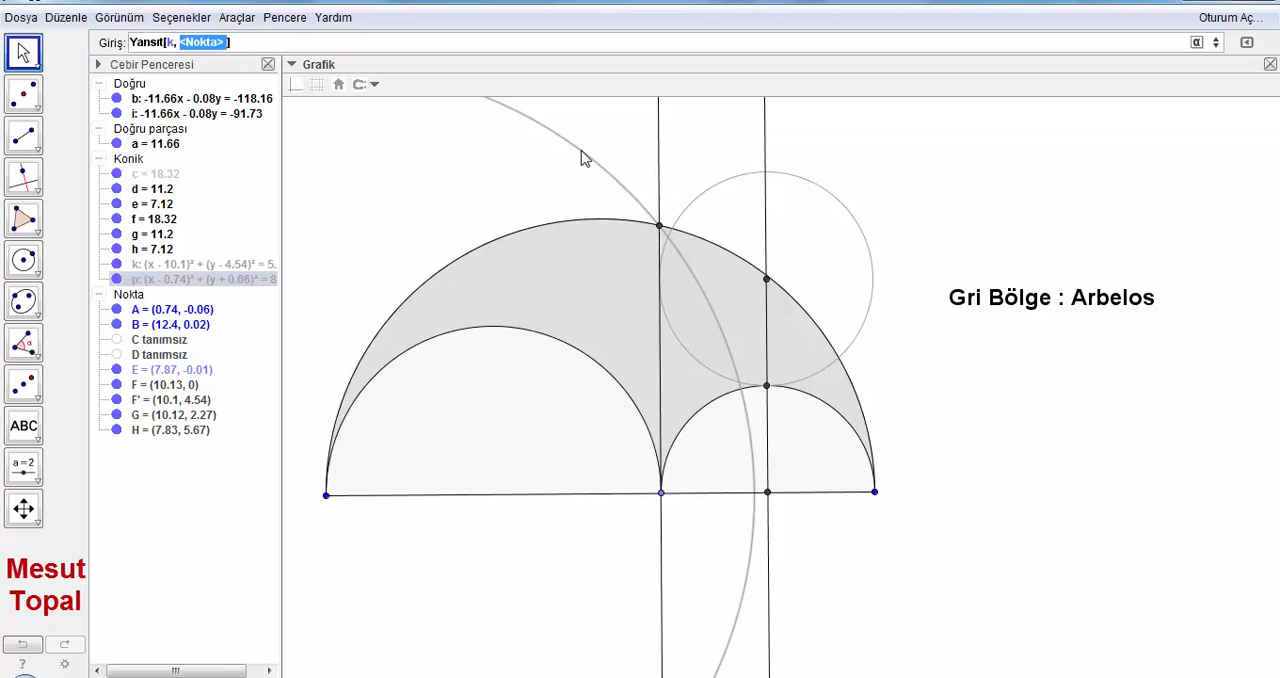 Dosya Düzenle Görünüm Seçenekler Araçlar Pencere Yardım Oturum Aç...
Giriş: Yansıt[k, <Nokta>] α
Cebir Penceresi
Grafik
Doğru
b: -11.66x - 0.08y = -118.16
i: -11.66x - 0.08y = -91.73
Doğru parçası
a = 11.66
Konik
c = 18.32
d = 11.2
e = 7.12
f = 18.32
g = 11.2
h = 7.12
k: (x - 10.1)² + (y - 4.54)² = 5.
p: (x - 0.74)² + (y + 0.06)² = 8
Nokta
A = (0.74, -0.06)
B = (12.4, 0.02)
C tanımsız
D tanımsız
E = (7.87, -0.01)
F = (10.13, 0)
F' = (10.1, 4.54)
G = (10.12, 2.27)
H = (7.83, 5.67)
Gri Bölge : Arbelos
ABC
a=2
Mesut
Topal
?